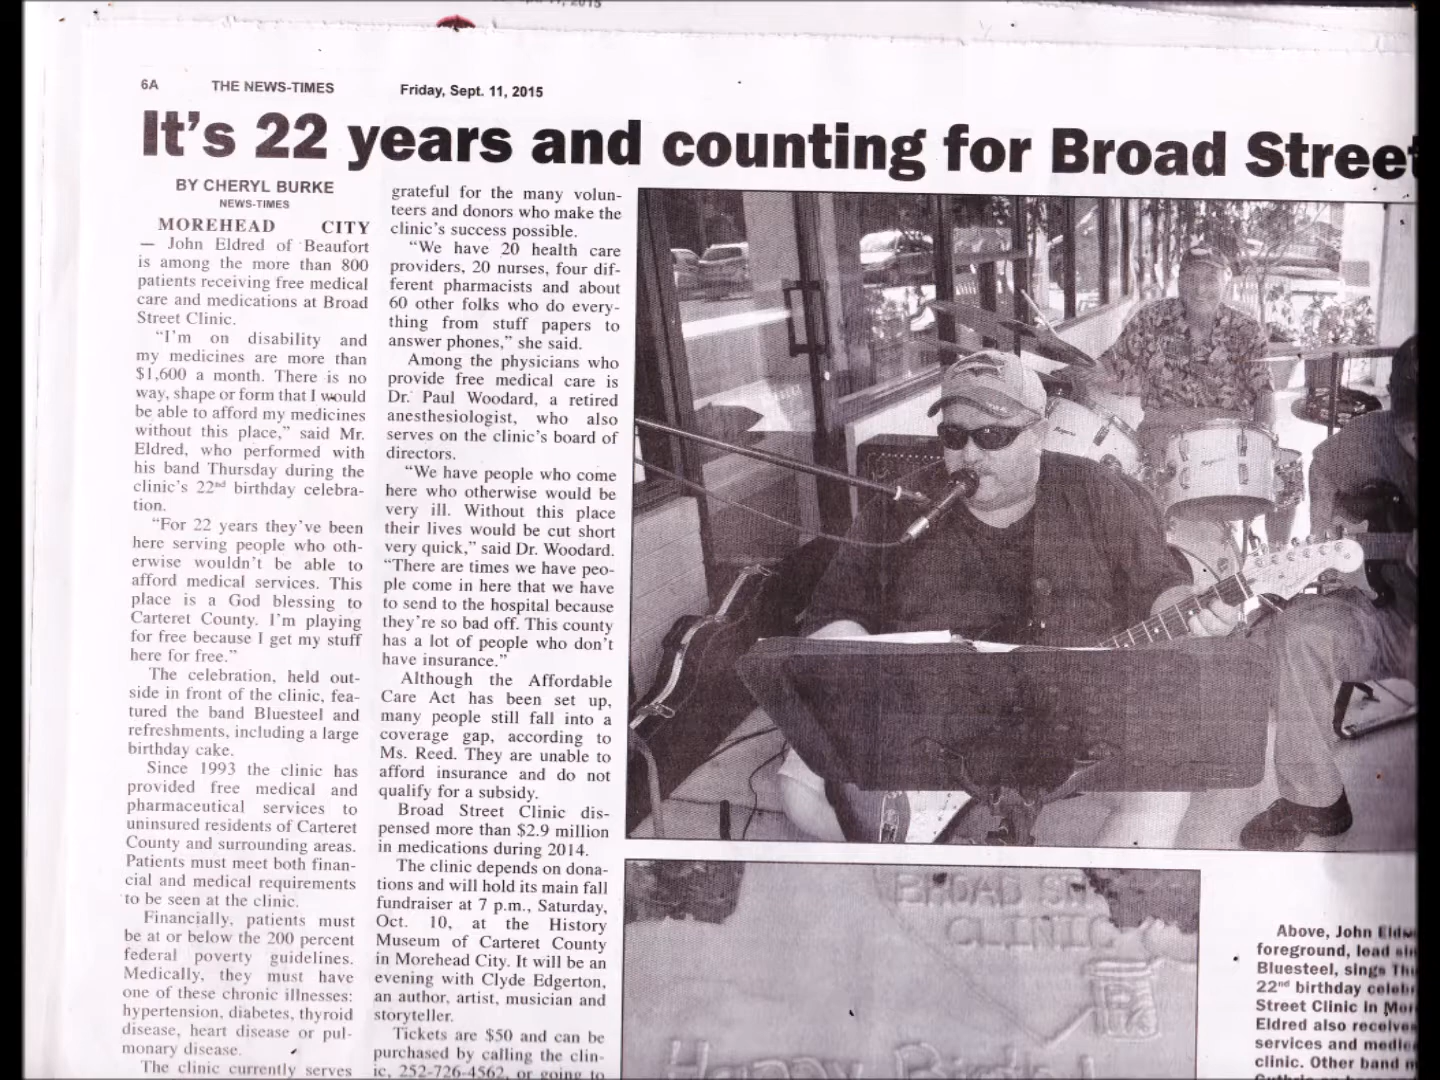 2015
6A THE NEWS-TIMES Friday, Sept. 11, 2015
It's 22 years and counting for Broad Street
BY CHERYL BURKE
NEWS-TIMES
MOREHEAD CITY
— John Eldred of Beaufort
is among the more than 800
patients receiving free medical
care and medications at Broad
Street Clinic.
"I'm on disability and
my medicines are more than
$1,600 a month. There is no
way, shape or form that I would
be able to afford my medicines
without this place," said Mr.
Eldred, who performed with
his band Thursday during the
clinic's 22nd birthday celebra-
tion.
"For 22 years they've been
here serving people who oth-
erwise wouldn't be able to
afford medical services. This
place is a God blessing to
Carteret County. I'm playing
for free because I get my stuff
here for free."
The celebration, held out-
side in front of the clinic, fea-
tured the band Bluesteel and
refreshments, including a large
birthday cake.
Since 1993 the clinic has
provided free medical and
pharmaceutical services to
uninsured residents of Carteret
County and surrounding areas.
Patients must meet both finan-
cial and medical requirements
to be seen at the clinic.
Financially, patients must
be at or below the 200 percent
federal poverty guidelines.
Medically, they must have
one of these chronic illnesses:
hypertension, diabetes, thyroid
disease, heart disease or pul-
monary disease.
The clinic currently serves
grateful for the many volun-
teers and donors who make the
clinic's success possible.
"We have 20 health care
providers, 20 nurses, four dif-
ferent pharmacists and about
60 other folks who do every-
thing from stuff papers to
answer phones," she said.
Among the physicians who
provide free medical care is
Dr. Paul Woodard, a retired
anesthesiologist, who also
serves on the clinic's board of
directors.
"We have people who come
here who otherwise would be
very ill. Without this place
their lives would be cut short
very quick," said Dr. Woodard.
"There are times we have peo-
ple come in here that we have
to send to the hospital because
they're so bad off. This county
has a lot of people who don't
have insurance."
Although the Affordable
Care Act has been set up,
many people still fall into a
coverage gap, according to
Ms. Reed. They are unable to
afford insurance and do not
qualify for a subsidy.
Broad Street Clinic dis-
pensed more than $2.9 million
in medications during 2014.
The clinic depends on dona-
tions and will hold its main fall
fundraiser at 7 p.m., Saturday,
Oct. 10, at the History
Museum of Carteret County
in Morehead City. It will be an
evening with Clyde Edgerton,
an author, artist, musician and
storyteller.
Tickets are $50 and can be
purchased by calling the clin-
ic, 252-726-4562, or going to
BROAD ST.
CLINIC
Happy
Above, John
foreground, lead
Bluesteel, sings
22nd birthday
Street Clinic in
Eldred also
services and
clinic. Other band